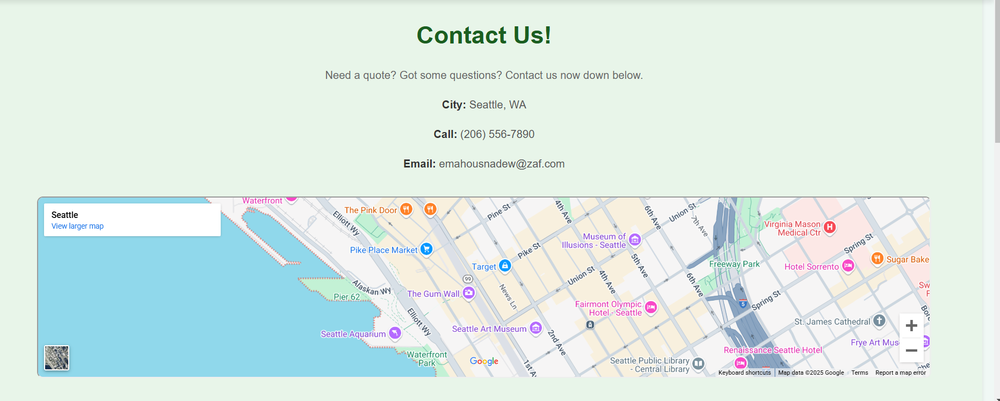 Contact Us!
Need a quote? Got some questions? Contact us now down below.
City: Seattle, WA
Call: (206) 556-7890
Email: emahousnadew@zaf.com
Seattle
View larger map
Waterfront
The Pink Door
Elliott Wy
Pine St
4th Ave
6th Ave
Union St
7th Ave
Virginia Mason
Medical Ctr
Museum of
Illusions - Seattle
Spring St
Pike Place Market
Pike St
5th Ave
Target
Freeway Park
Hotel Sorrento
Sugar Bake
Union St
4th Ave
6th Ave
99
News Ln
Alaskan Wy
Pier 62
The Gum Wall
Sw
F
Spring St
5
Fairmont Olympic
Hotel - Seattle
Elliott Wy
Bor
St. James Cathedral
Seattle Art Museum
Seattle Aquarium
2nd Ave
Frye Art Muse
Renaissance Seattle Hotel
Waterfront
Park
Google
1st A
Seattle Public Library
- Central Library
Che
Keyboard shortcuts
Map data ©2025 Google
Terms
Report a map error